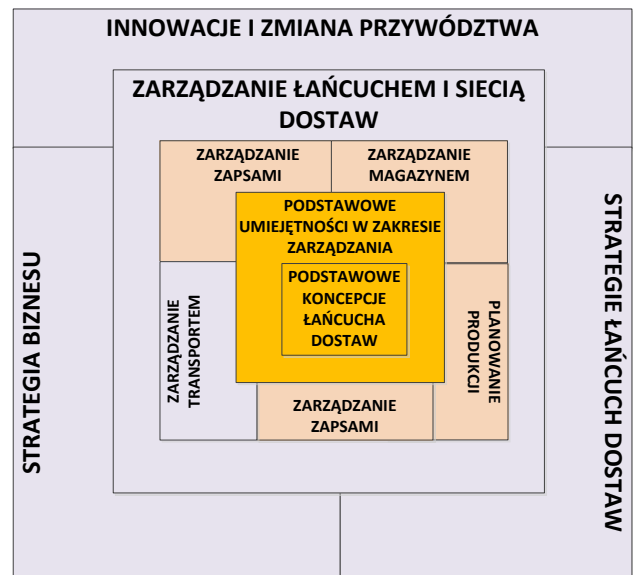 INNOWACJE I ZMIANA PRZYWÓDZTWA
ZARZĄDZANIE ŁAŃCUCHEM I SIECIĄ
DOSTAW
ZARZĄDZANIE
ZAPSAMI
ZARZĄDZANIE
MAGAZYNEM
PODSTAWOWE
UMIEJĘTNOŚCI W ZAKRESIE
ZARZĄDZANIA
PODSTAWOWE
KONCEPCJE
ŁAŃCUCHA
DOSTAW
ZARZĄDZANIE
TRANSPORTEM
PLANOWANIE
PRODUKCJI
ZARZĄDZANIE
ZAPSAMI
STRATEGIA BIZNESU
STRATEGIE ŁAŃCUCH DOSTAW